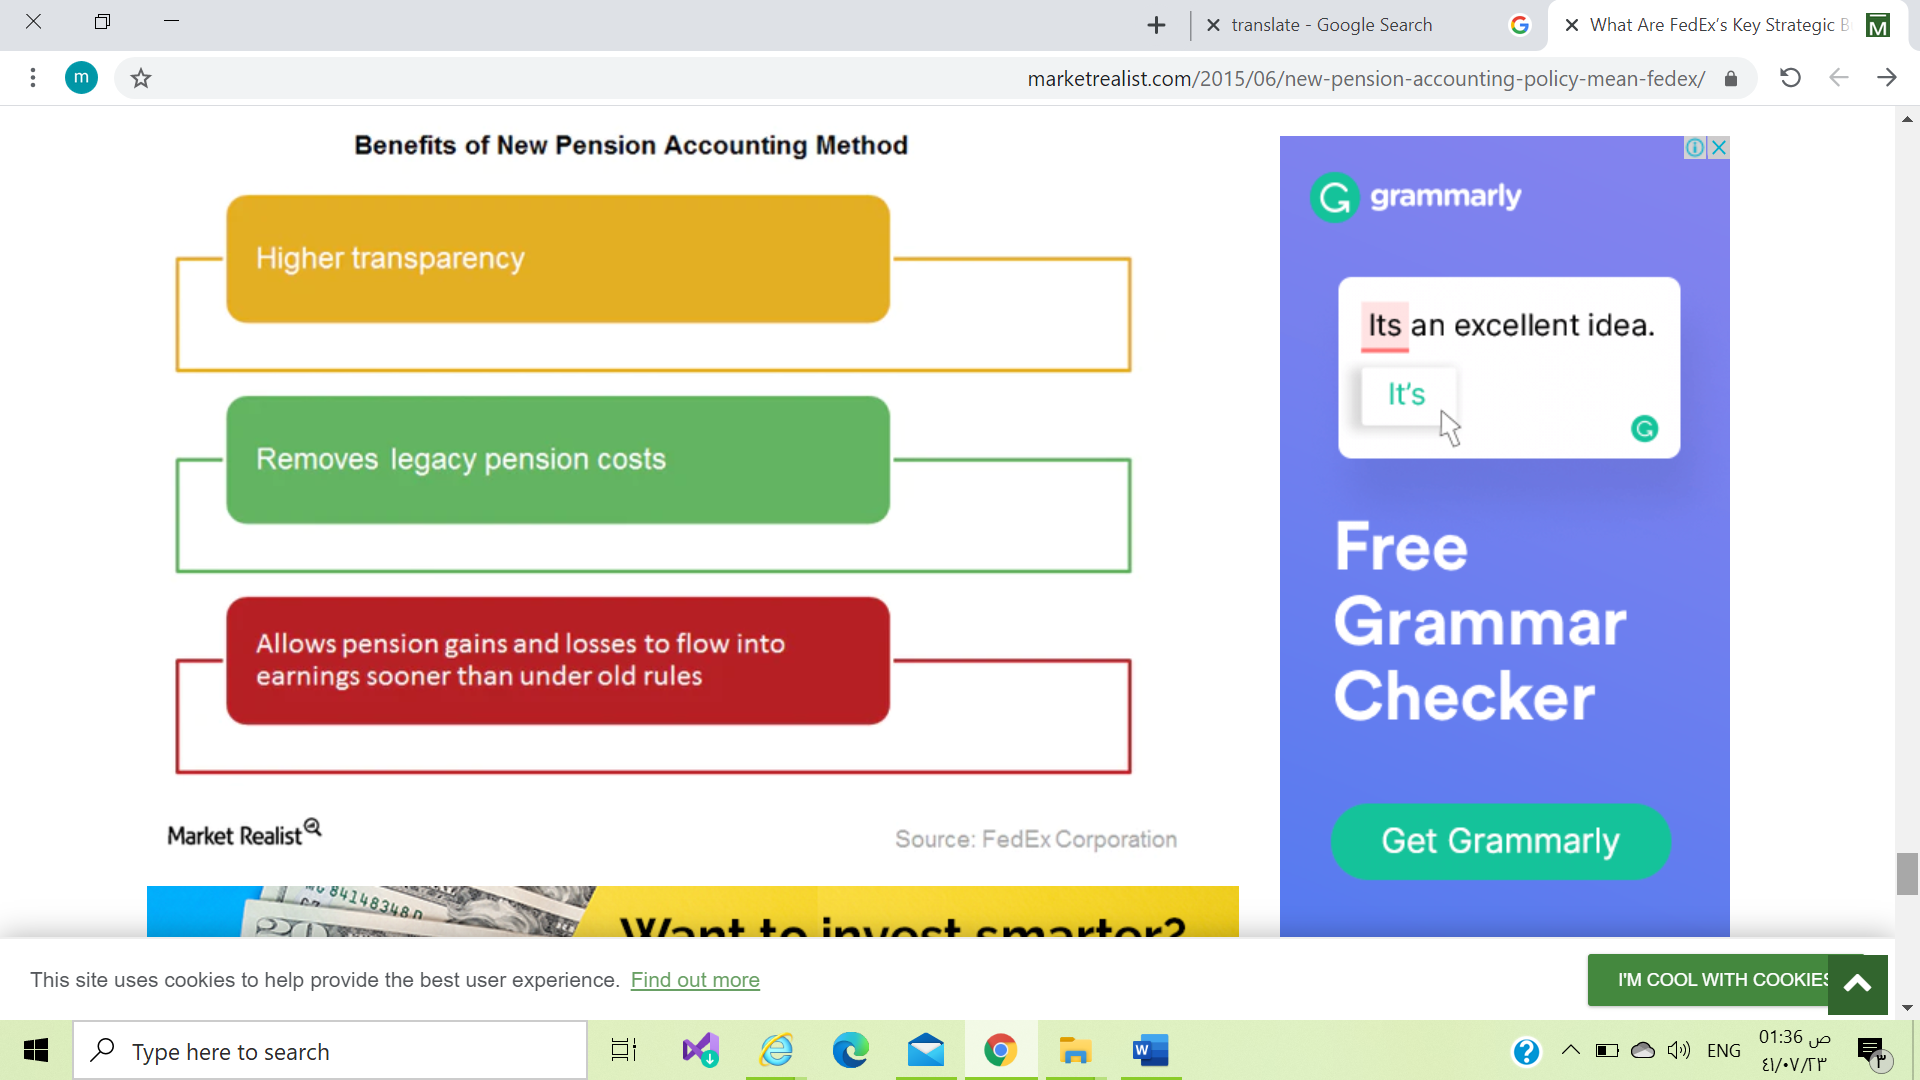 translate - Google Search
What Are FedEx’s Key Strategic B
m
marketrealist.com/2015/06/new-pension-accounting-policy-mean-fedex/
Benefits of New Pension Accounting Method
Higher transparency
Removes legacy pension costs
Allows pension gains and losses to flow into
earnings sooner than under old rules
Market Realist
Source: FedEx Corporation
grammarly
Its an excellent idea.
It’s
Free
Grammar
Checker
Get Grammarly
84148348
20
Want to invest smarter?
This site uses cookies to help provide the best user experience. Find out more
I'M COOL WITH COOKIES
Type here to search
ENG
01:36 ص
٤١/٠٧/٢٣
٣